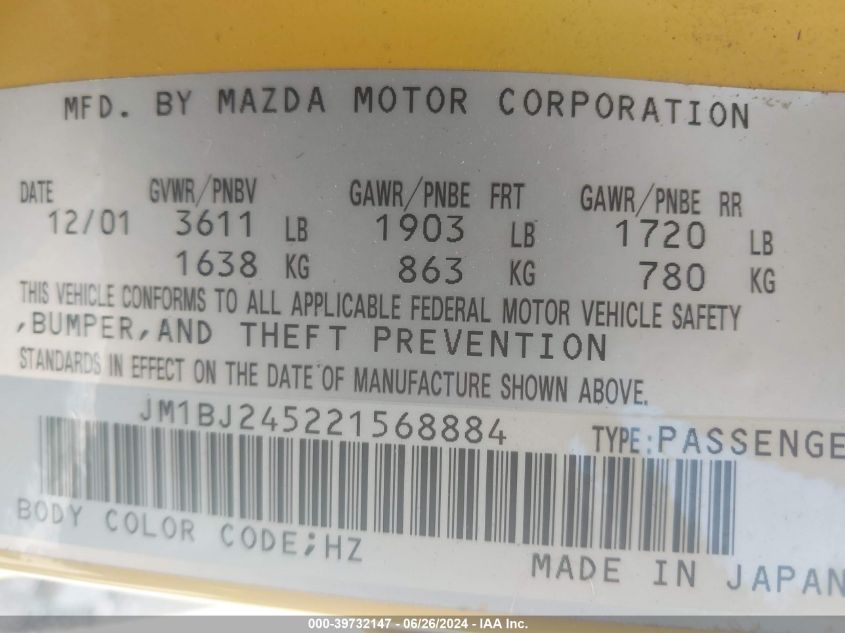 MFD. BY MAZDA MOTOR CORPORATION
DATE GVWR/PNBV GAWR/PNBE FRT GAWR/PNBE RR
12/01 3611 LB 1903 LB 1720 LB
1638 KG 863 KG 780 KG
THIS VEHICLE CONFORMS TO ALL APPLICABLE FEDERAL MOTOR VEHICLE SAFETY
,BUMPER,AND THEFT PREVENTION
STANDARDS IN EFFECT ON THE DATE OF MANUFACTURE SHOWN ABOVE.
JM1BJ245221568884 TYPE:PASSENGE
BODY COLOR CODE;HZ MADE IN JAPAN
000-39732147 - 06/26/2024 - IAA Inc.